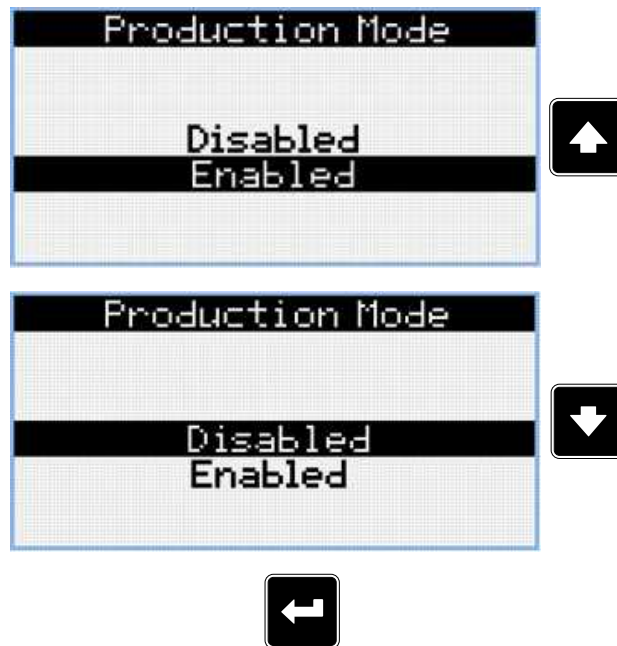 Production Mode
Disabled
Enabled
Production Mode
Disabled
Enabled